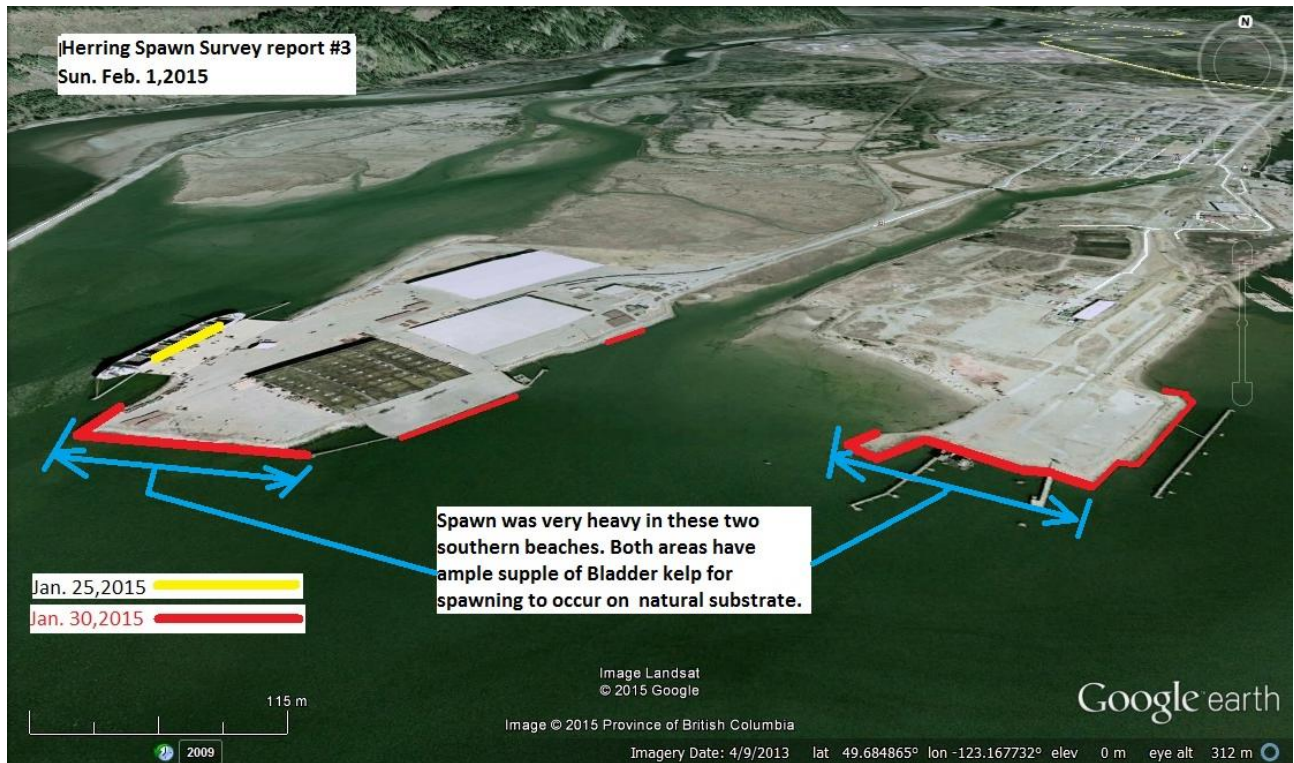 Herring Spawn Survey report #3
Sun. Feb. 1,2015
N
Spawn was very heavy in these two
southern beaches. Both areas have
ample supple of Bladder kelp for
spawning to occur on natural substrate.
Jan. 25,2015
Jan. 30,2015
Image Landsat
© 2015 Google
115 m
Google earth
Image © 2015 Province of British Columbia
2009
Imagery Date: 4/9/2013 lat 49.684865° lon -123.167732° elev 0 m eye alt 312 m